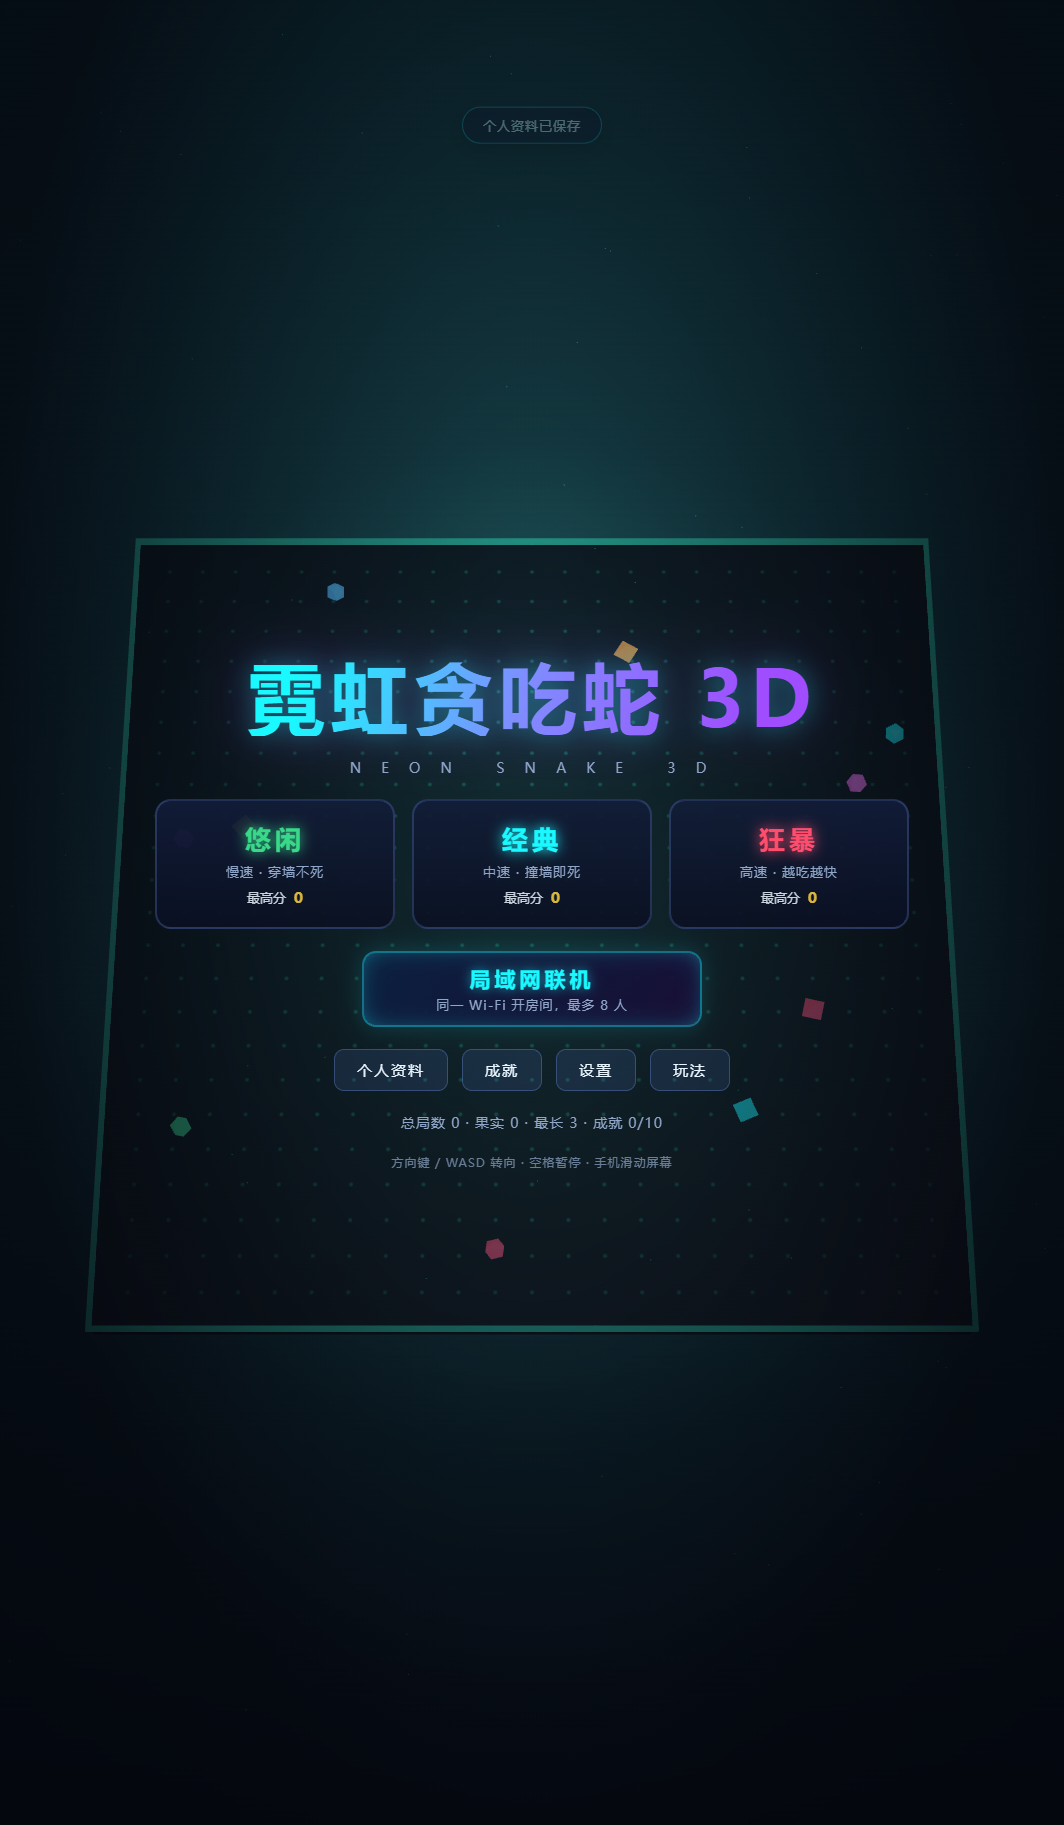 个人资料已保存
霓虹贪吃蛇 3D
NEON SNAKE 3D
悠闲
慢速 · 穿墙不死
最高分 0
经典
中速 · 撞墙即死
最高分 0
狂暴
高速 · 越吃越快
最高分 0
局域网联机
同一 Wi-Fi 开房间，最多 8 人
个人资料
成就
设置
玩法
总局数 0 · 果实 0 · 最长 3 · 成就 0/10
方向键 / WASD 转向 · 空格暂停 · 手机滑动屏幕